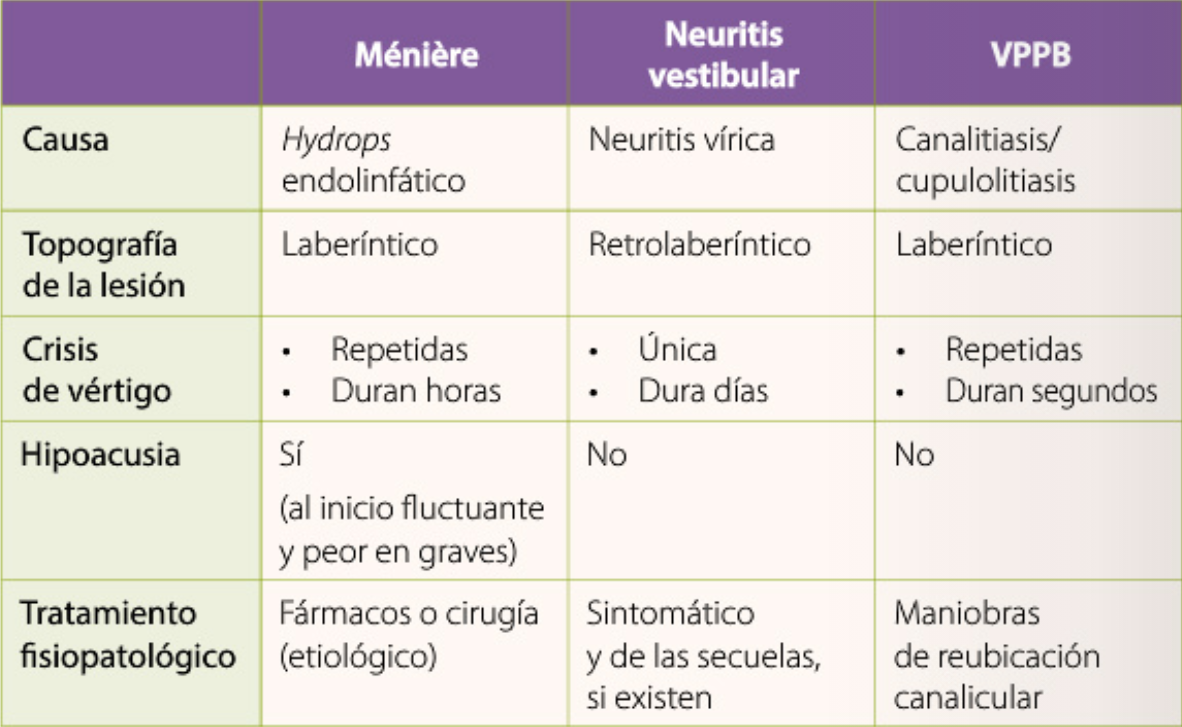 Ménière
Neuritis
vestibular
VPPB
Causa
Hydrops
endolinfático
Neuritis vírica
Canalitiasis/
cupulolitiasis
Topografía
de la lesión
Laberíntico
Retrolaberíntico
Laberíntico
Crisis
de vértigo
• Repetidas
• Duran horas
• Única
• Dura días
• Repetidas
• Duran segundos
Hipoacusia
Sí
(al inicio fluctuante
y peor en graves)
No
No
Tratamiento
fisiopatológico
Fármacos o cirugía
(etiológico)
Sintomático
y de las secuelas,
si existen
Maniobras
de reubicación
canalicular